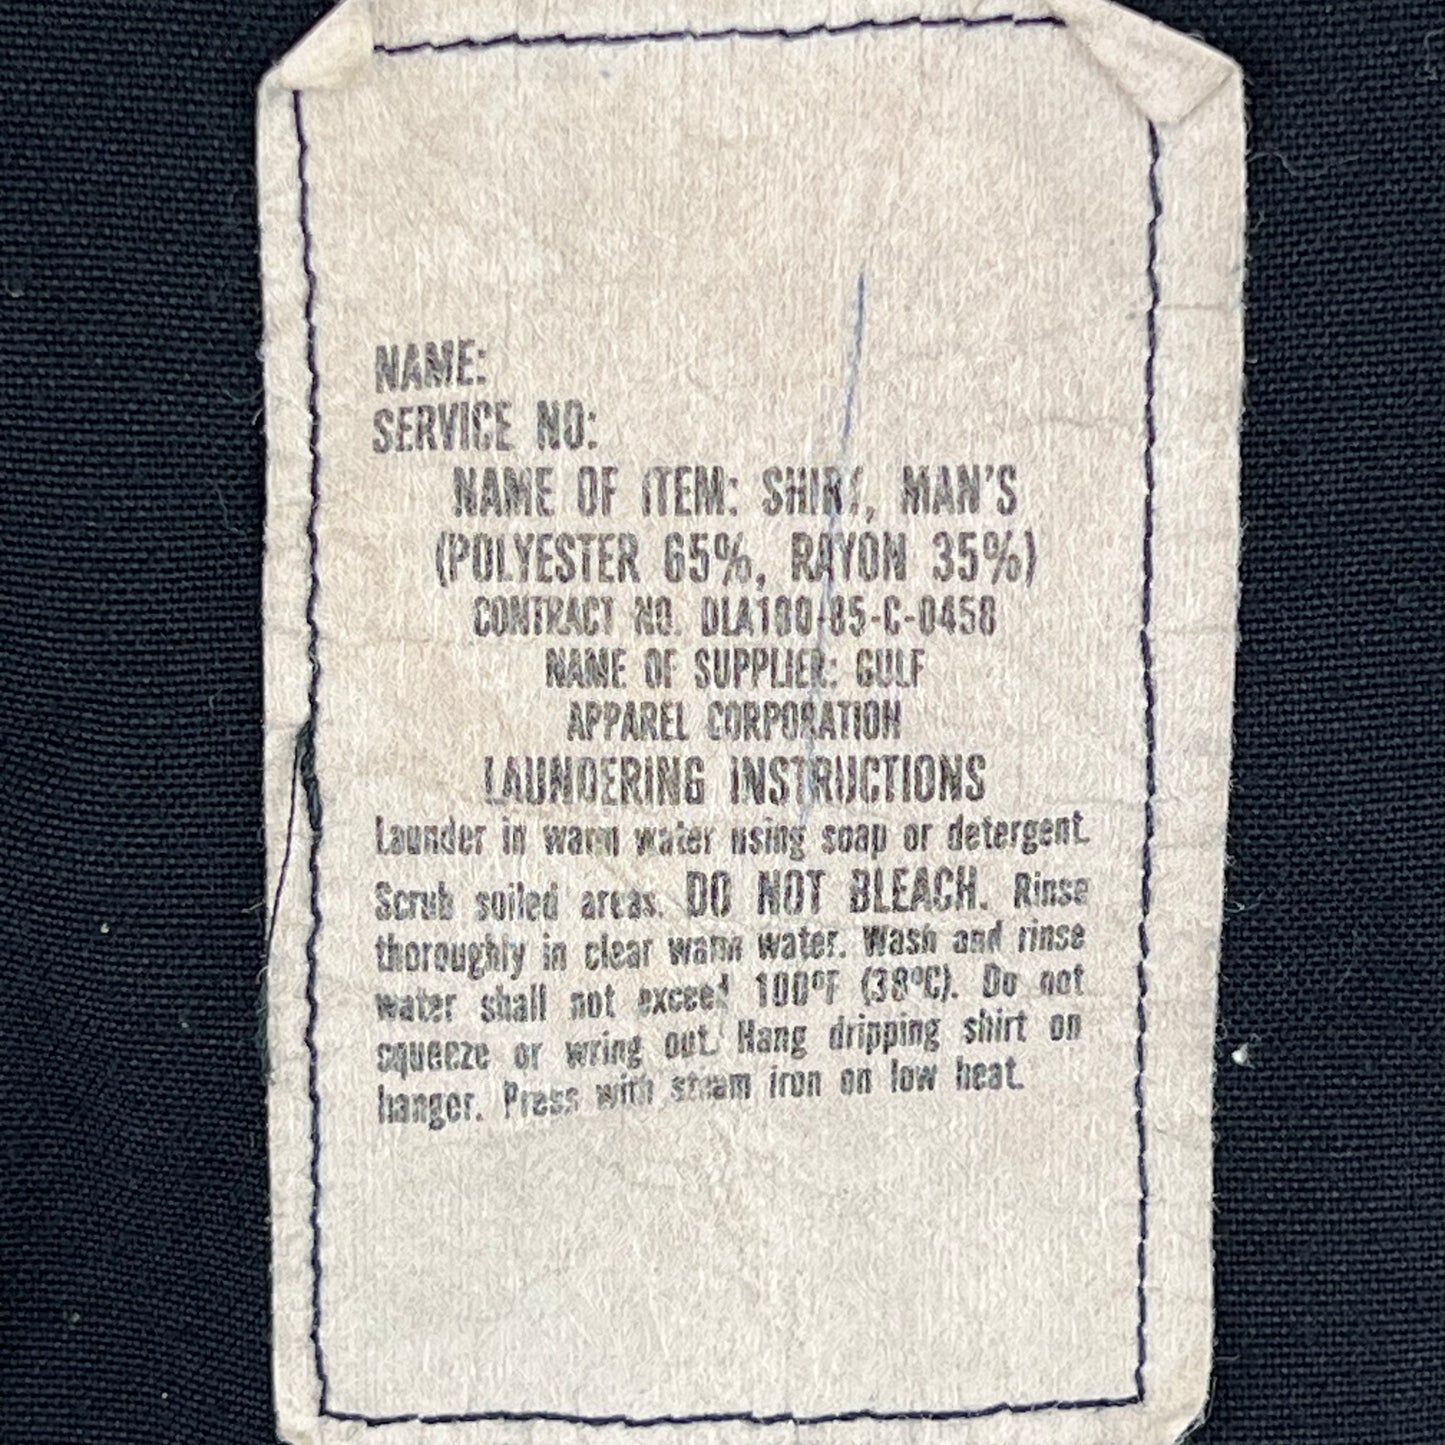 NAME:
SERVICE NO:
NAME OF ITEM: SHIRT, MAN'S
(POLYESTER 65%, RAYON 35%)
CONTRACT NO. DLA100-85-C-0458
NAME OF SUPPLIER: GULF
APPAREL CORPORATION
LAUNDERING INSTRUCTIONS
Launder in warm water using soap or detergent.
Scrub soiled areas. DO NOT BLEACH. Rinse
thoroughly in clear warm water. Wash and rinse
water shall not exceed 100ºF (38ºC). Do not
squeeze or wring out. Hang dripping shirt on
hanger. Press with steam iron on low heat.